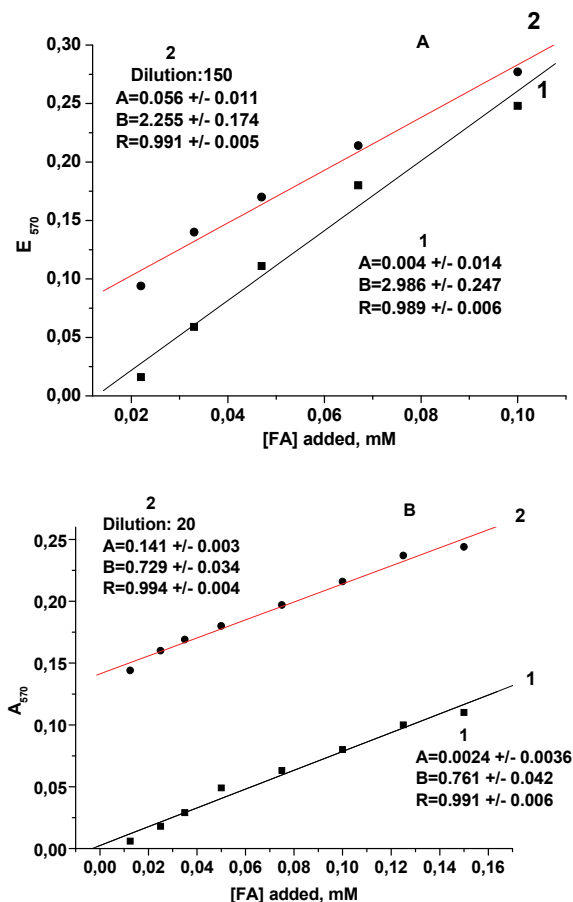 2
A
2
Dilution:150
A=0.056 +/- 0.011
B=2.255 +/- 0.174
R=0.991 +/- 0.005
1
1
A=0.004 +/- 0.014
B=2.986 +/- 0.247
R=0.989 +/- 0.006
0,30
0,25
0,20
0,15
0,10
0,05
0,00
E570
0,02 0,04 0,06 0,08 0,10
[FA] added, mM
2
Dilution: 20
A=0.141 +/- 0.003
B=0.729 +/- 0.034
R=0.994 +/- 0.004
B
2
1
1
A=0.0024 +/- 0.0036
B=0.761 +/- 0.042
R=0.991 +/- 0.006
0,25
0,20
0,15
0,10
0,05
0,00
A570
0,00 0,02 0,04 0,06 0,08 0,10 0,12 0,14 0,16
[FA] added, mM